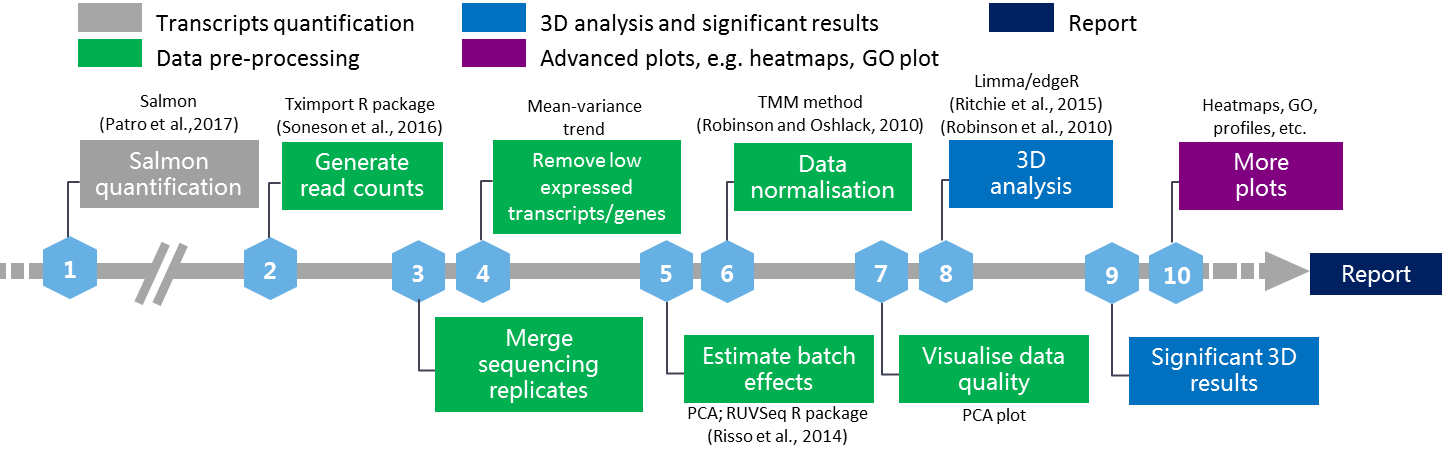 Transcripts quantification
3D analysis and significant results
Report
Data pre-processing
Advanced plots, e.g. heatmaps, GO plot
Salmon
(Patro et al.,2017)
Salmon
quantification
Tximport R package
(Soneson et al., 2016)
Generate
read counts
Mean-variance
trend
Remove low
expressed
transcripts/genes
TMM method
(Robinson and Oshlack, 2010)
Data
normalisation
Limma/edgeR
(Ritchie et al., 2015)
(Robinson et al., 2010)
3D
analysis
Heatmaps, GO,
profiles, etc.
More
plots
1
2
3
4
5
6
7
8
9
10
Report
Merge
sequencing
replicates
Estimate batch
effects
PCA; RUVSeq R package
(Risso et al., 2014)
Visualise data
quality
PCA plot
Significant 3D
results